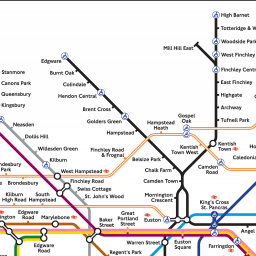 High Barnet
Totteridge & W
Woodside Park
Mill Hill East
West Finchley
Edgware
Finchley Centr
Stanmore
Burnt Oak
East Finchley
Canons Park
Colindale
Highgate
Queensbury
Hendon Central
Archway
Kingsbury
Brent Cross
Hampstead
Heath
Gospel
Oak
Tufnell Park
Neasden
Golders Green
Dollis Hill
Hampstead
Kentish
Town
Willesden Green
Finchley Road
& Frognal
Kentish
Town West
Kilburn
Belsize Park
Caledonia
desbury
Park
West Hampstead
Chalk Farm
Camden
Road
Brondesbury
Finchley Road
Camden Town
Swiss Cottage
Kilburn
High Road
South
Hampstead
St. John's Wood
Mornington
Crescent
King's Cross
St. Pancras
Edgware
Road
Marylebone
Great
Portland
Street
Euston
Baker
Street
Angel
Edgware
Road
Warren Street
Euston
Square
Farringdon
Regent's Park